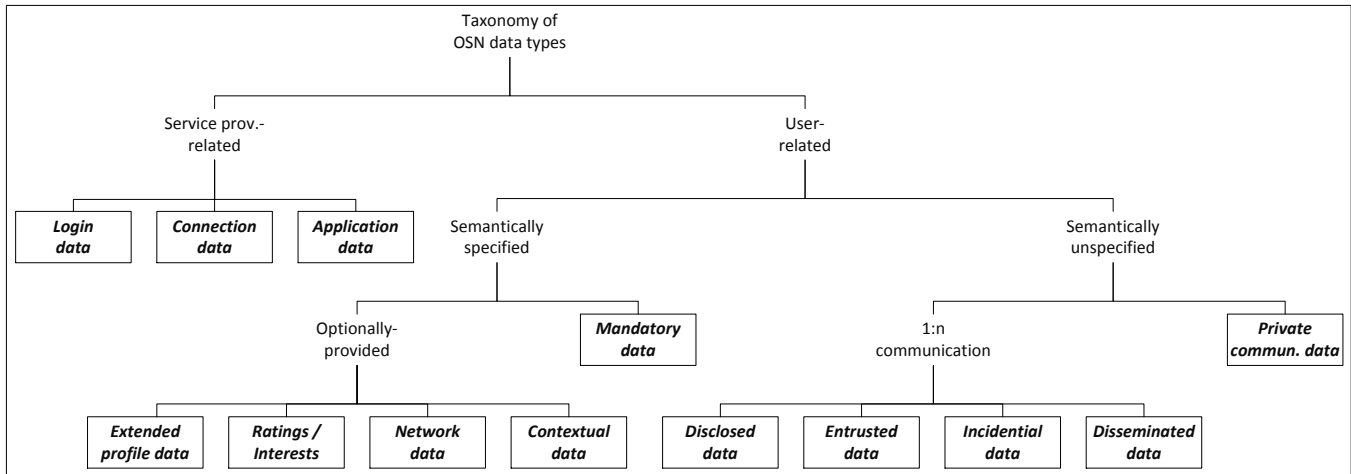 Taxonomy of
OSN data types
Service prov.-
related
User-
related
Login
data
Connection
data
Application
data
Semantically
specified
Semantically
unspecified
Optionally-
provided
Mandatory
data
1:n
communication
Private
commun. data
Extended
profile data
Ratings /
Interests
Network
data
Contextual
data
Disclosed
data
Entrusted
data
Incidential
data
Disseminated
data